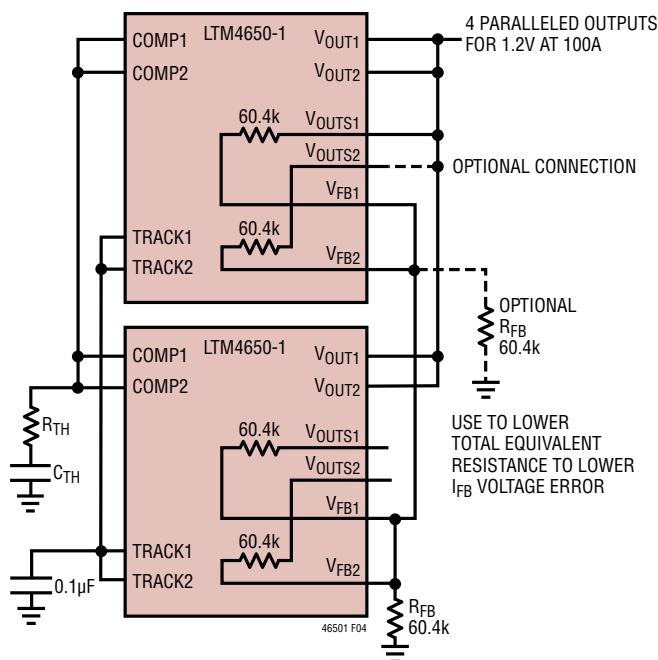 4 PARALLELED OUTPUTS
FOR 1.2V AT 100A
LTM4650-1
COMP1
COMP2
VOUT1
VOUT2
60.4k
VOUTS1
VOUTS2
OPTIONAL CONNECTION
VFB1
60.4k
TRACK1
TRACK2
VFB2
OPTIONAL
RFB
60.4k
LTM4650-1
COMP1
COMP2
VOUT1
VOUT2
RTH
CTH
60.4k
VOUTS1
VOUTS2
USE TO LOWER
TOTAL EQUIVALENT
RESISTANCE TO LOWER
IFB VOLTAGE ERROR
VFB1
60.4k
TRACK1
TRACK2
VFB2
0.1µF
RFB
60.4k
46501 F04